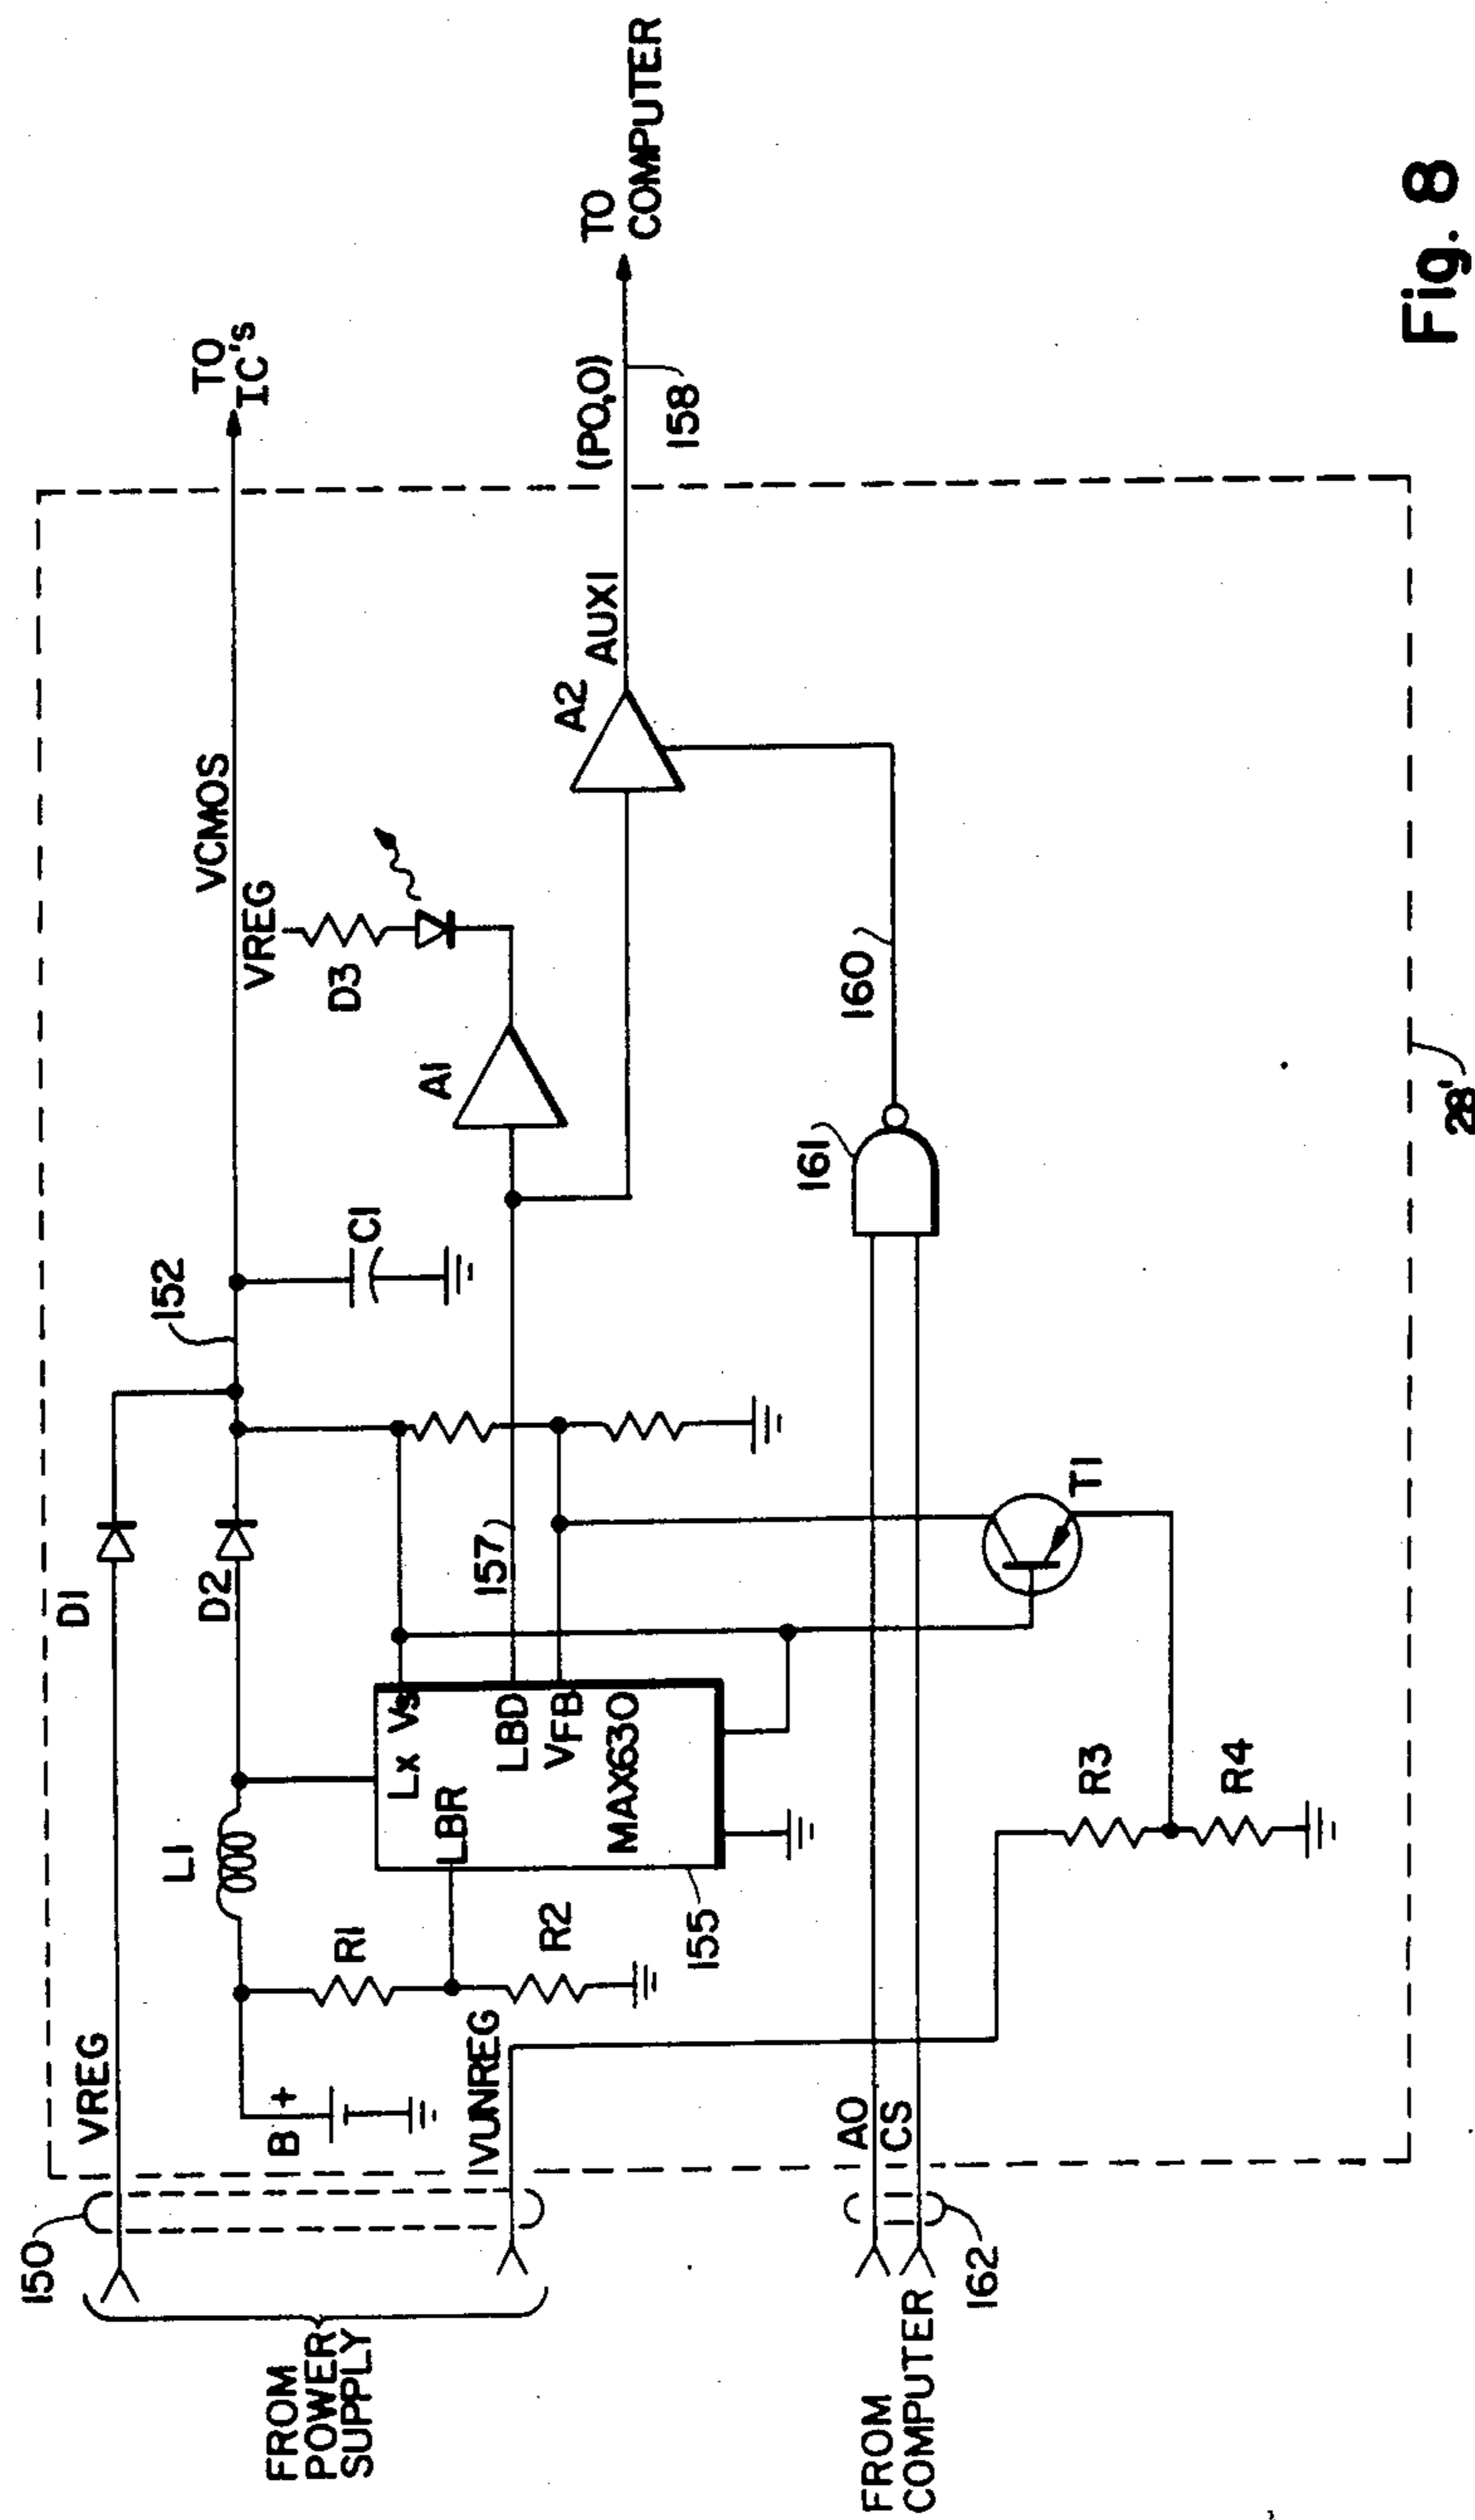 FROM
POWER
SUPPLY
150
VREG
D1
B +
L1
D2
152
VCMOS
TO
IC's
VREG
D3
C1
R1
R2
LBR
Lx Vs
LBD
VFB
MAX630
155
157
A1
A2
AUX1
(PQ,0)
158
TO
COMPUTER
VUNREG
A0
CS
FROM
COMPUTER
162
161
160
T1
R3
R4
28'
Fig. 8